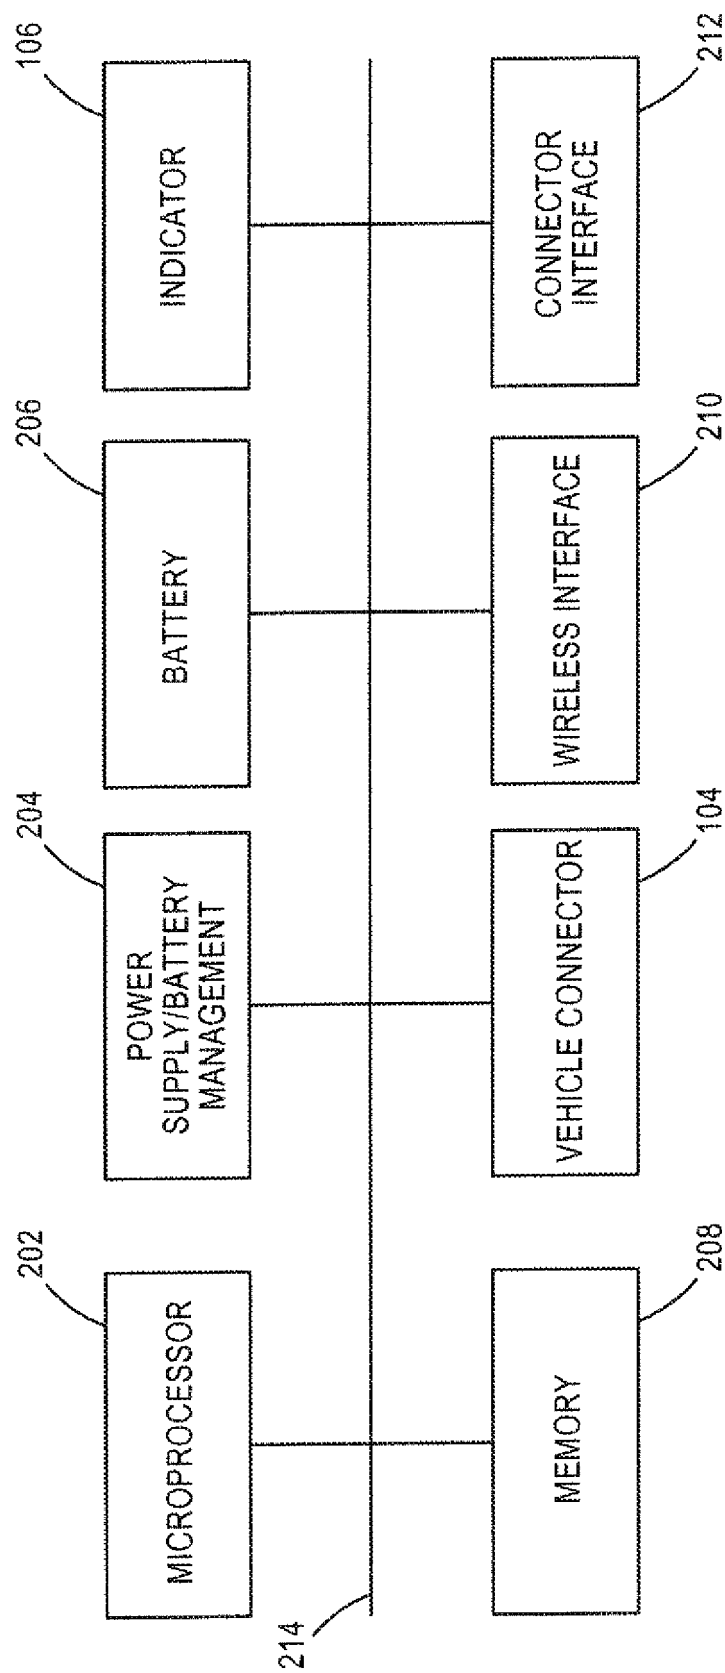 202
MICROPROCESSOR
204
POWER
SUPPLY/BATTERY
MANAGEMENT
206
BATTERY
106
INDICATOR
214
MEMORY
208
VEHICLE CONNECTOR
104
WIRELESS INTERFACE
210
CONNECTOR
INTERFACE
212